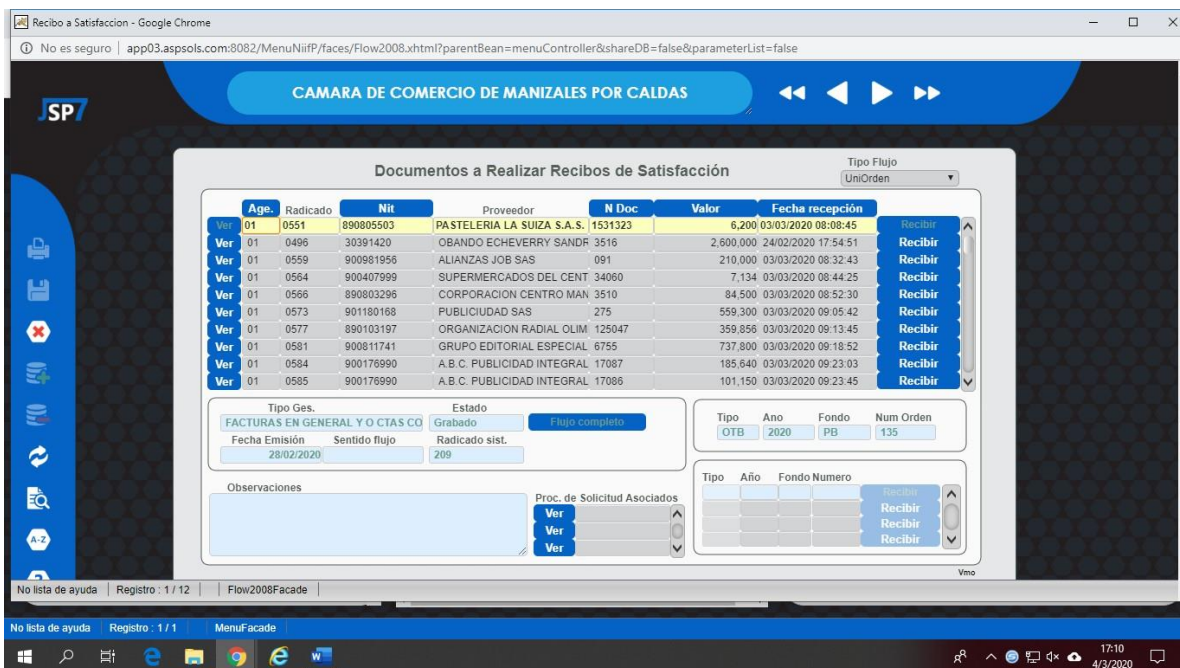 Recibo a Satisfaccion - Google Chrome
No es seguro | app03.aspsols.com:8082/MenuNiifP/faces/Flow2008.xhtml?parentBean=menuController&shareDB=false&parameterList=false
JSP7
CAMARA DE COMERCIO DE MANIZALES POR CALDAS
Documentos a Realizar Recibos de Satisfacción
Tipo Flujo
UniOrden
Age. Radicado Nit Proveedor N Doc Valor Fecha recepción
Ver 01 0551 890805503 PASTELERIA LA SUIZA S.A.S. 1531323 6,200 03/03/2020 08:08:45 Recibir
Ver 01 0496 30391420 OBANDO ECHEVERRY SANDR 3516 2,600,000 24/02/2020 17:54:51 Recibir
Ver 01 0559 900981956 ALIANZAS JOB SAS 091 210,000 03/03/2020 08:32:43 Recibir
Ver 01 0564 900407999 SUPERMERCADOS DEL CENT 34060 7,134 03/03/2020 08:44:25 Recibir
Ver 01 0566 890803296 CORPORACION CENTRO MAN 3510 84,500 03/03/2020 08:52:30 Recibir
Ver 01 0573 901180168 PUBLICIUDAD SAS 275 559,300 03/03/2020 09:05:42 Recibir
Ver 01 0577 890103197 ORGANIZACION RADIAL OLIM 125047 359,856 03/03/2020 09:13:45 Recibir
Ver 01 0581 900811741 GRUPO EDITORIAL ESPECIAL 6755 737,800 03/03/2020 09:18:52 Recibir
Ver 01 0584 900176990 A.B.C. PUBLICIDAD INTEGRAL 17087 185,640 03/03/2020 09:23:03 Recibir
Ver 01 0585 900176990 A.B.C. PUBLICIDAD INTEGRAL 17086 101,150 03/03/2020 09:23:45 Recibir
Tipo Ges. Estado
FACTURAS EN GENERAL Y O CTAS CO Grabado Flujo completo
Fecha Emisión Sentido flujo Radicado sist.
28/02/2020 209
Tipo Ano Fondo Num Orden
OTB 2020 PB 135
Observaciones
Proc. de Solicitud Asociados
Ver
Ver
Ver
Tipo Año Fondo Numero
Recibir
Recibir
Recibir
Recibir
A-Z
Vmo
No lista de ayuda Registro : 1 / 12 Flow2008Facade
No lista de ayuda Registro : 1 / 1 MenuFacade
17:10
4/3/2020